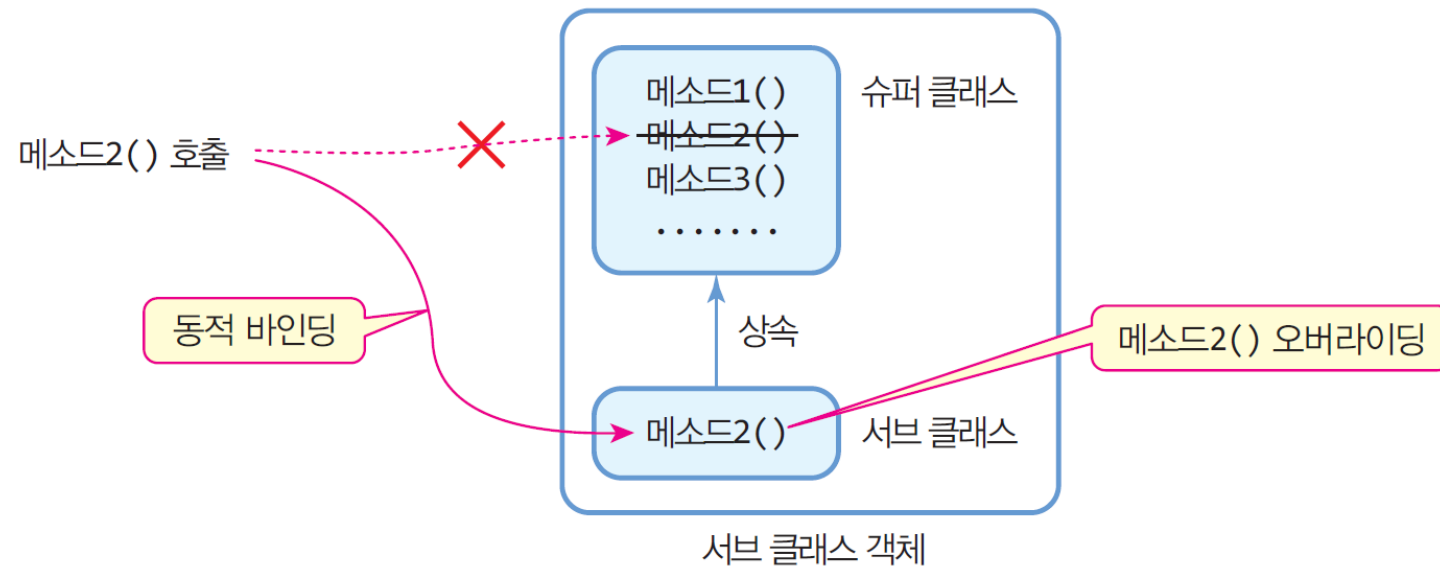 메소드1()
슈퍼 클래스
메소드2()
메소드2() 호출
메소드3()
.......
동적 바인딩
상속
메소드2() 오버라이딩
메소드2()
서브 클래스
서브 클래스 객체